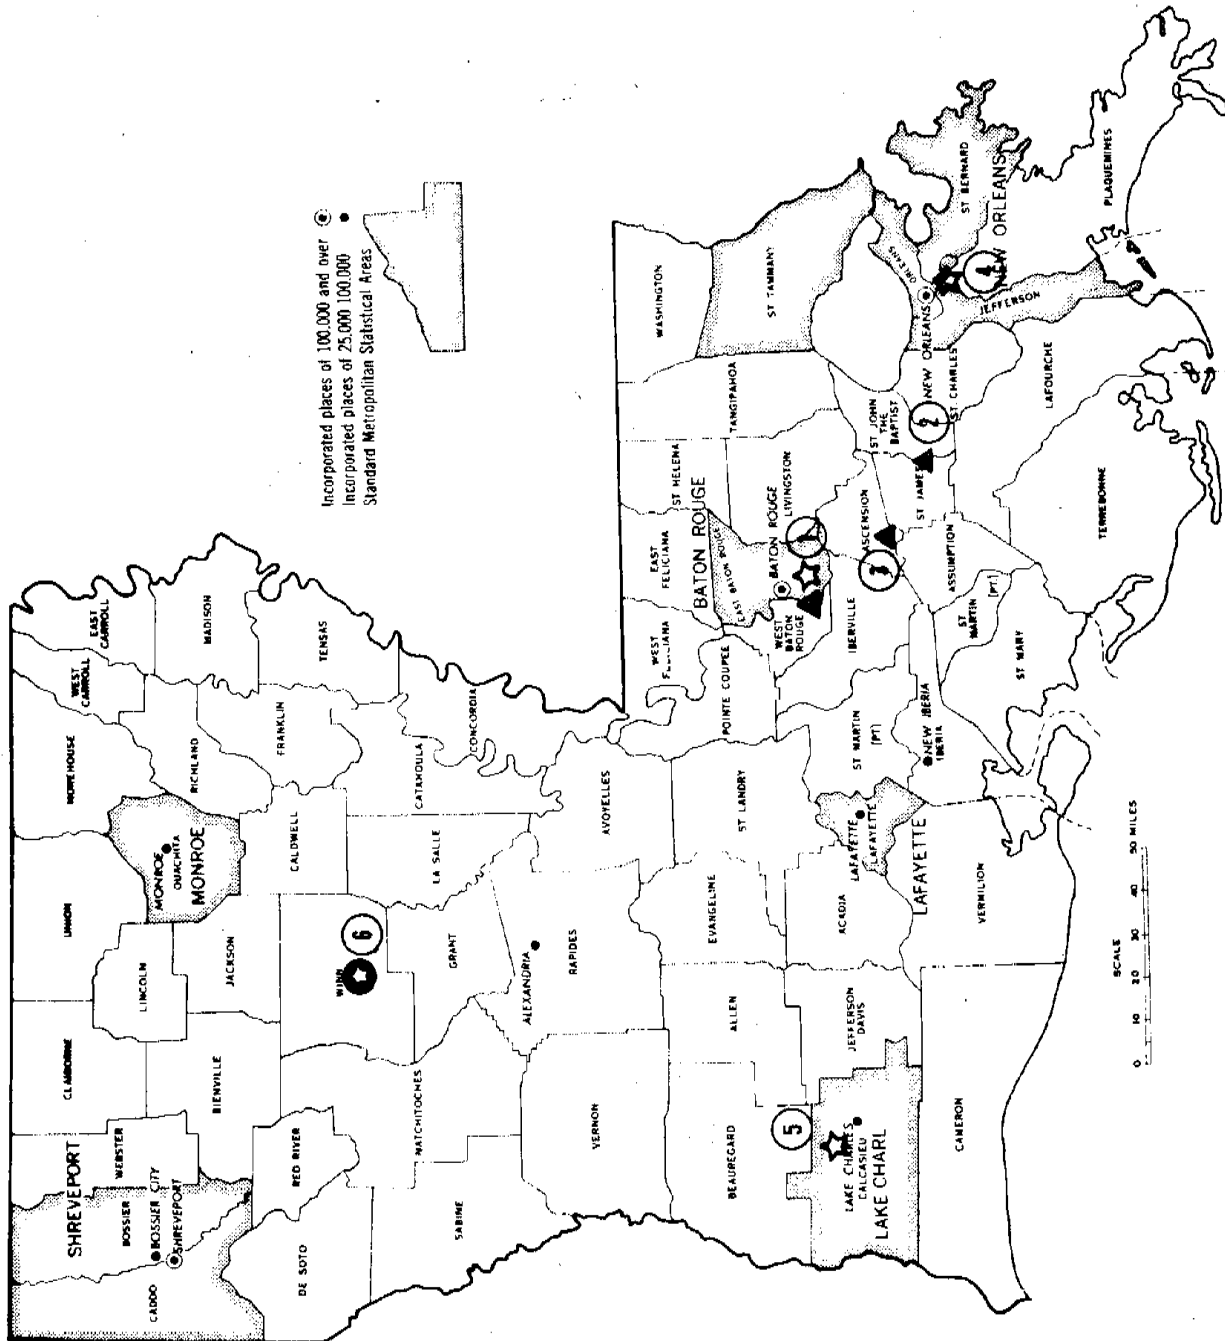 Incorporated places of 100,000 and over
Incorporated places of 25,000 100,000
Standard Metropolitan Statistical Areas
SHREVEPORT
CADDO
BOSSIER
BOSSIER CITY
SHREVEPORT
WEBSTER
CLAIBORNE
UNION
MOREHOUSE
WEST
CARROLL
EAST
CARROLL
LINCOLN
MONROE
OUACHITA
MONROE
RICHLAND
MADISON
BIENVILLE
JACKSON
DE SOTO
RED RIVER
CALDWELL
FRANKLIN
TENSAS
WINN
6
NATCHITOCHES
SABINE
GRANT
LA SALLE
CATAHOULA
CONCORDIA
ALEXANDRIA
RAPIDES
VERNON
AVOYELLES
WEST
FELICIANA
EAST
FELICIANA
ST HELENA
WASHINGTON
TANGIPAHOA
ST TAMMANY
BEAUREGARD
ALLEN
EVANGELINE
ST LANDRY
POINTE COUPEE
BATON ROUGE
EAST BATON ROUGE
BATON ROUGE
LIVINGSTON
WEST
BATON
ROUGE
1
5
LAKE CHARLES
CALCASIEU
LAKE CHARL
JEFFERSON
DAVIS
ACADIA
LAFAYETTE
LAFAYETTE
LAFAYETTE
ST MARTIN
[PT]
IBERVILLE
ASCENSION
3
ST JOHN
THE
BAPTIST
ST JAMES
2
NEW ORLEANS
ST. CHARLES
ORLEANS
4
NEW ORLEANS
ST BERNARD
JEFFERSON
PLAQUEMINES
CAMERON
VERMILION
NEW IBERIA
IBERIA
ST MARTIN
[PT]
ASSUMPTION
ST MARY
LAFOURCHE
TERREBONNE
SCALE
0 10 20 30 40 50 MILES